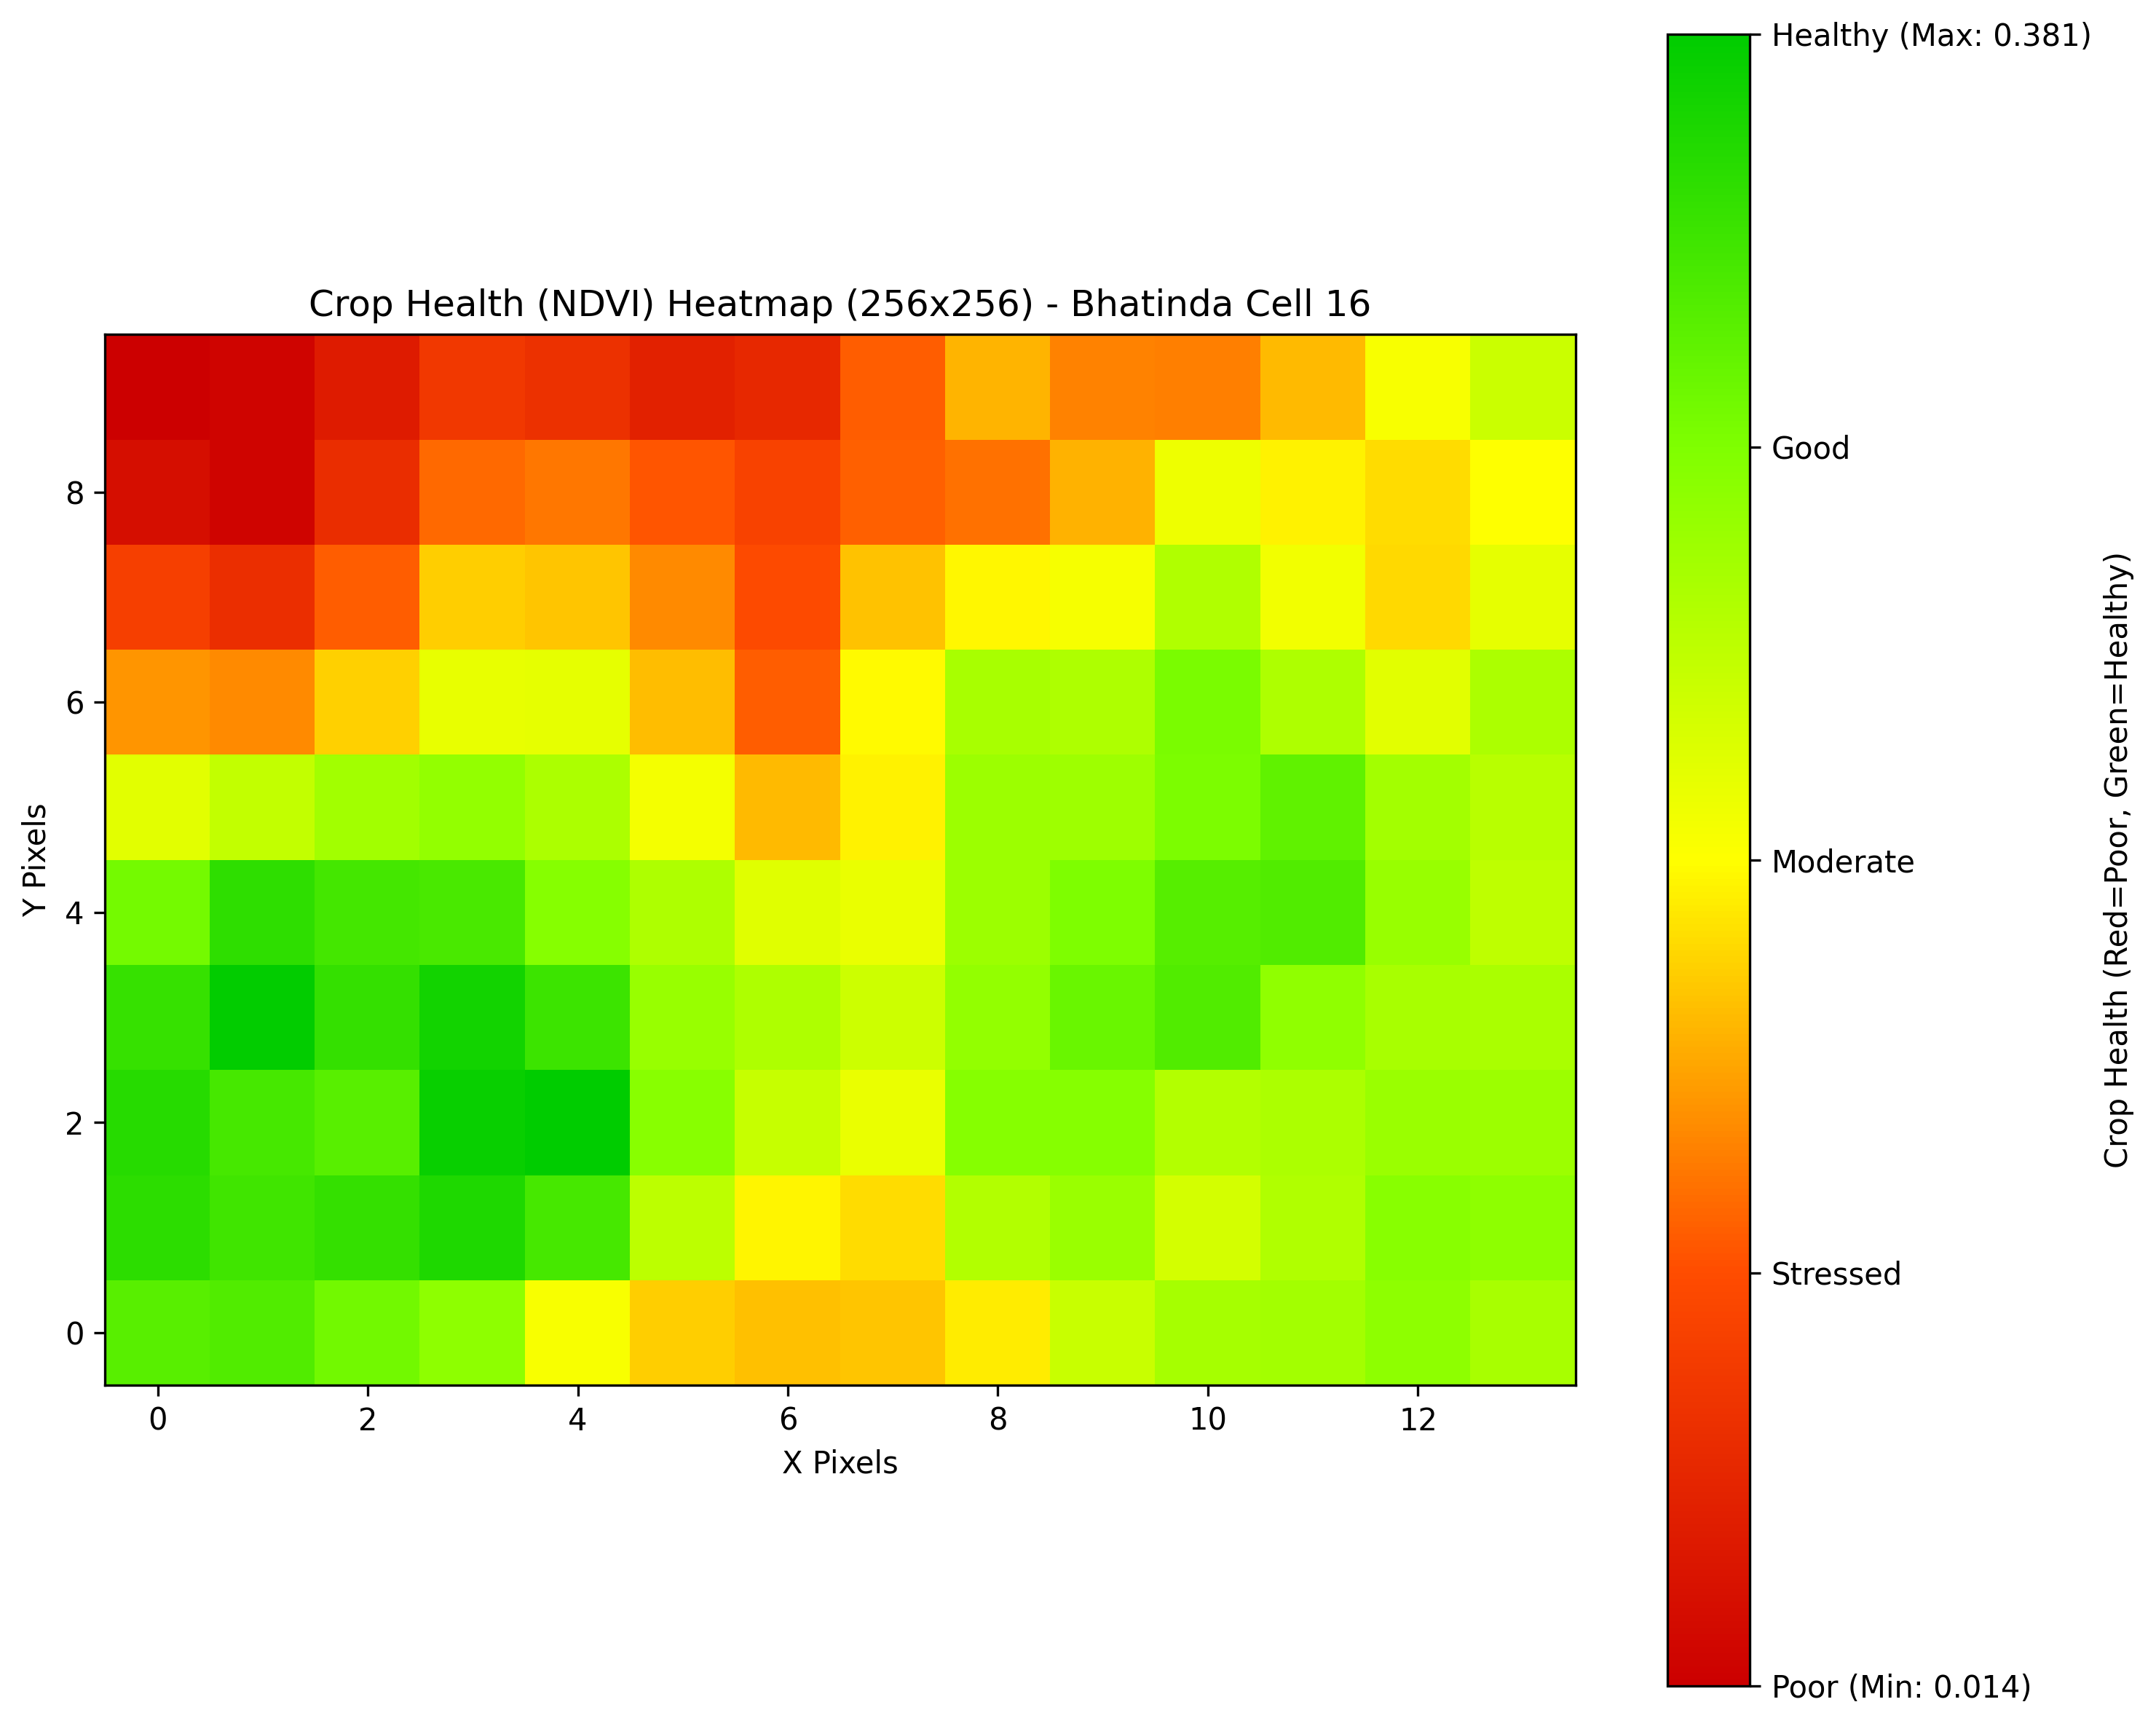 Crop Health (NDVI) Heatmap (256x256) - Bhatinda Cell 16
Y Pixels
8
6
4
2
0
0 2 4 6 8 10 12
X Pixels
Healthy (Max: 0.381)
Good
Moderate
Stressed
Poor (Min: 0.014)
Crop Health (Red=Poor, Green=Healthy)